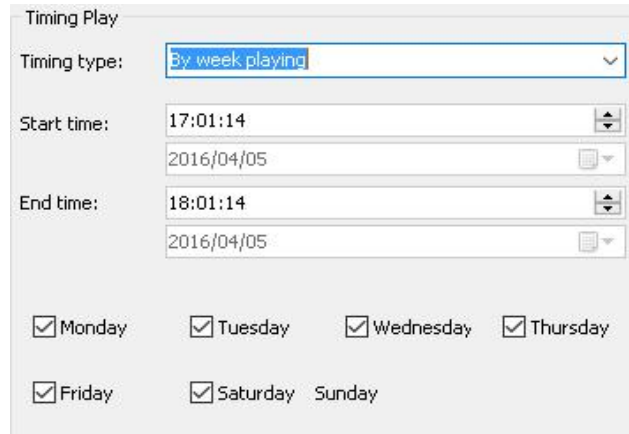 Timing Play
Timing type: By week playing
Start time: 17:01:14
2016/04/05
End time: 18:01:14
2016/04/05
Monday Tuesday Wednesday Thursday
Friday Saturday Sunday